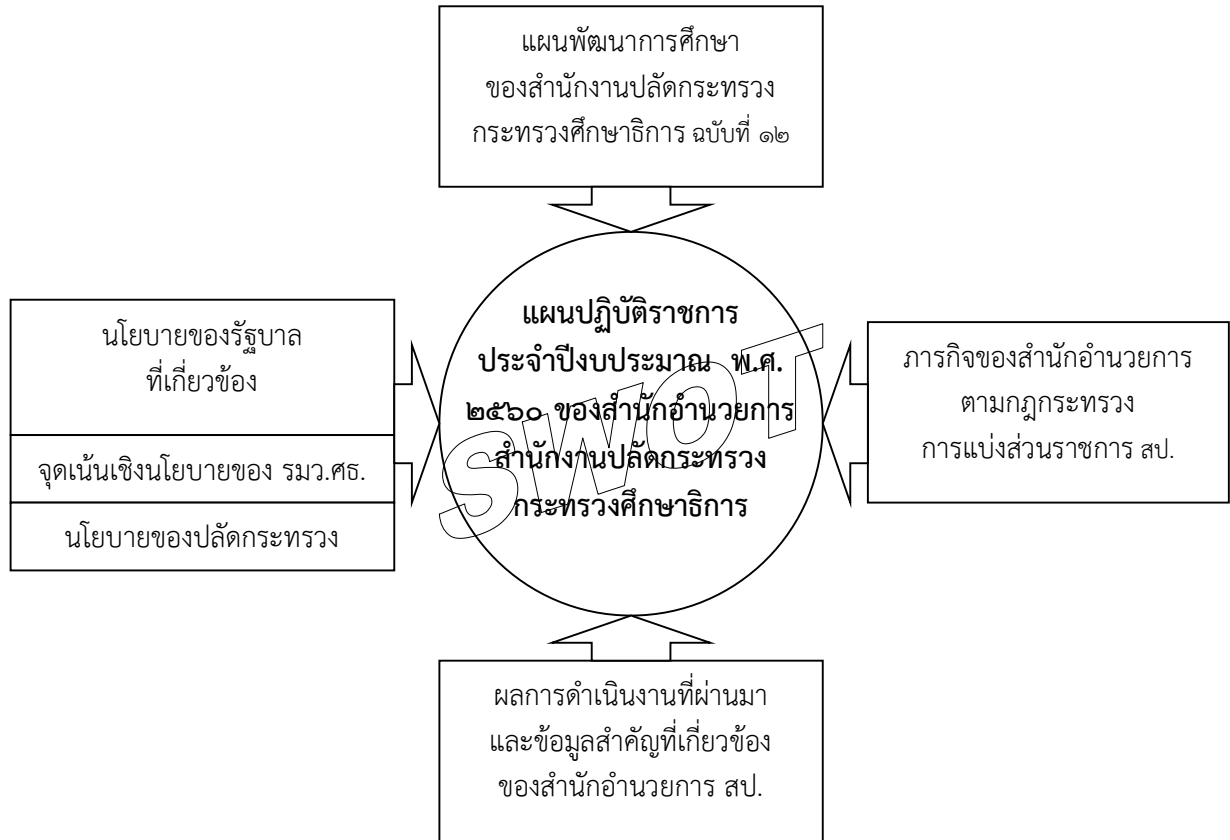 แผนพัฒนาการศึกษา
ของสำนักงานปลัดกระทรวง
กระทรวงศึกษาธิการ ฉบับที่ ๑๒
นโยบายของรัฐบาล
ที่เกี่ยวข้อง
จุดเน้นเชิงนโยบายของ รมว.ศธ.
นโยบายของปลัดกระทรวง
แผนปฏิบัติราชการ
ประจำปีงบประมาณ พ.ศ.
๒๕๖๐ ของสำนักอำนวยการ
สำนักงานปลัดกระทรวง
กระทรวงศึกษาธิการ
SWOT
ภารกิจของสำนักอำนวยการ
ตามกฎกระทรวง
การแบ่งส่วนราชการ สป.
ผลการดำเนินงานที่ผ่านมา
และข้อมูลสำคัญที่เกี่ยวข้อง
ของสำนักอำนวยการ สป.